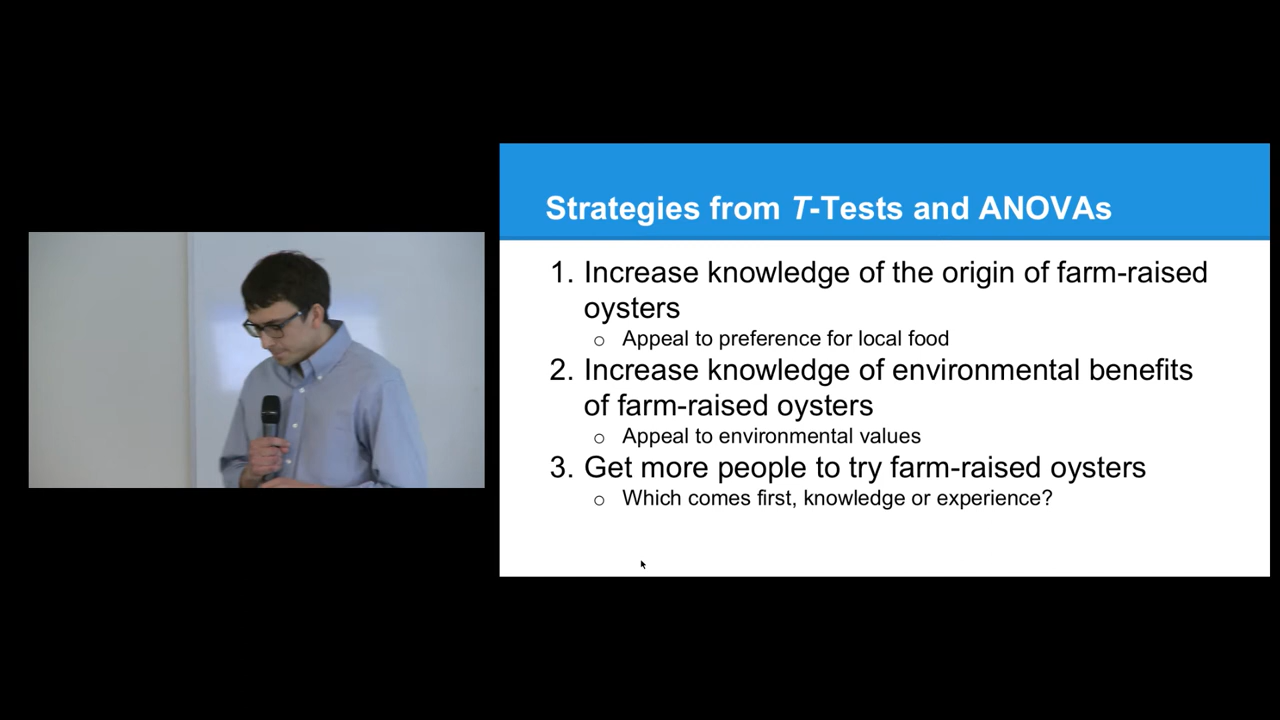 Strategies from T-Tests and ANOVAs
1. Increase knowledge of the origin of farm-raised
oysters
○ Appeal to preference for local food
2. Increase knowledge of environmental benefits
of farm-raised oysters
○ Appeal to environmental values
3. Get more people to try farm-raised oysters
○ Which comes first, knowledge or experience?